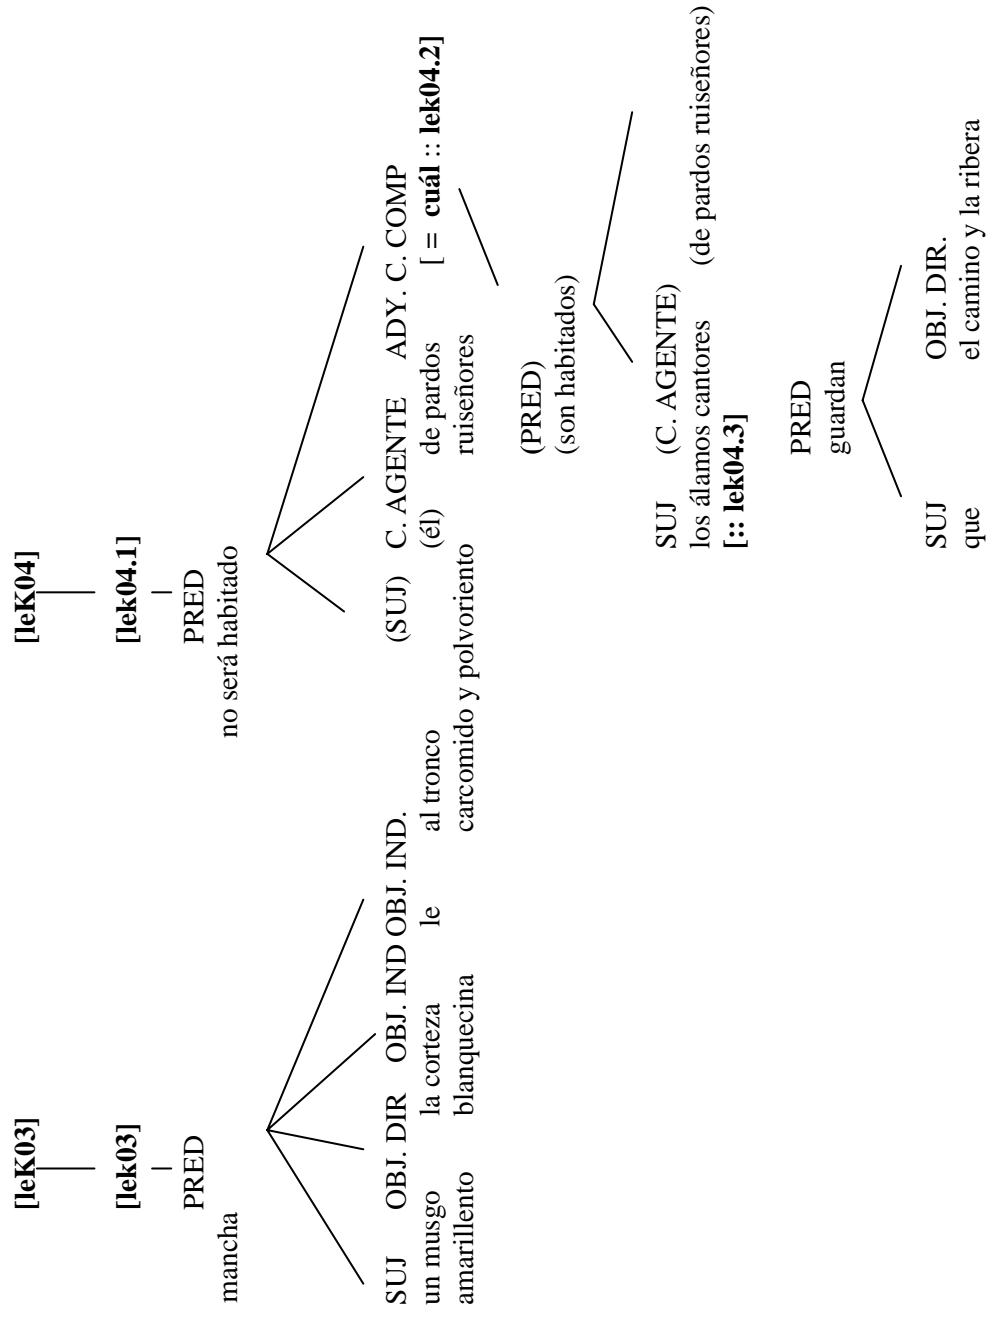 [leK03] [leK04]
[lek03] [lek04.1]
PRED PRED
mancha no será habitado
SUJ OBJ. DIR OBJ. IND OBJ. IND. (SUJ) C. AGENTE ADY. C. COMP
un musgo la corteza le al tronco (él) de pardos [ = cuál :: lek04.2]
amarillento blanquecina carcomido y polvoriento ruiseñores
(PRED)
(son habitados)
SUJ (C. AGENTE)
los álamos cantores (de pardos ruiseñores)
[:: lek04.3]
PRED
guardan
SUJ OBJ. DIR.
que el camino y la ribera